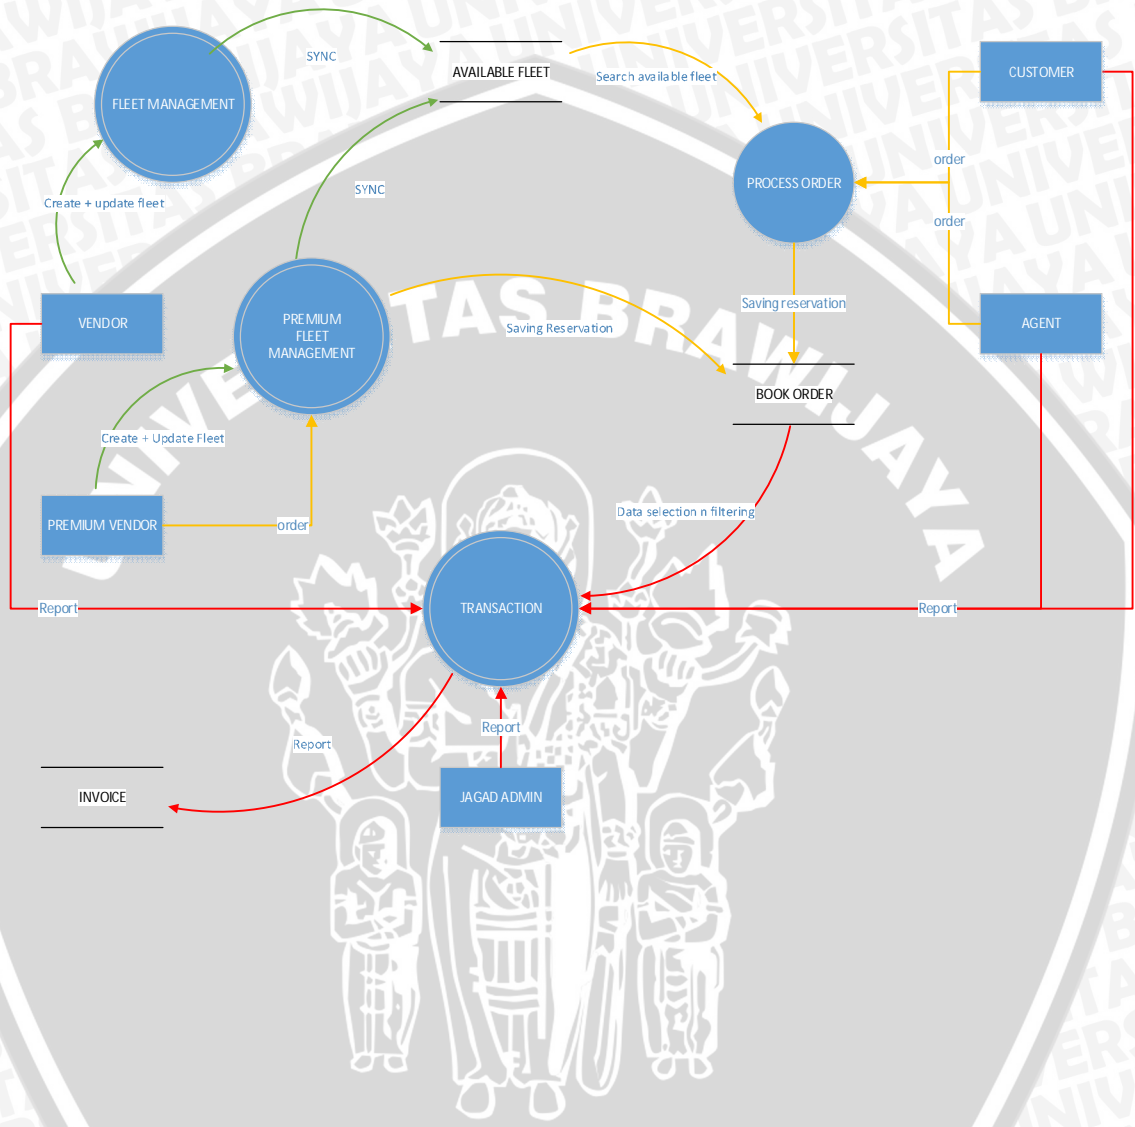 SYNC
AVAILABLE FLEET
Search available fleet
CUSTOMER
FLEET MANAGEMENT
order
PROCESS ORDER
SYNC
Create + update fleet
order
VENDOR
PREMIUM
FLEET
MANAGEMENT
Saving Reservation
Saving reservation
AGENT
BOOK ORDER
Create + Update Fleet
PREMIUM VENDOR
order
Data selection n filtering
Report
TRANSACTION
Report
Report
Report
INVOICE
JAGAD ADMIN
UNIVERSITAS BRAWIJAYA